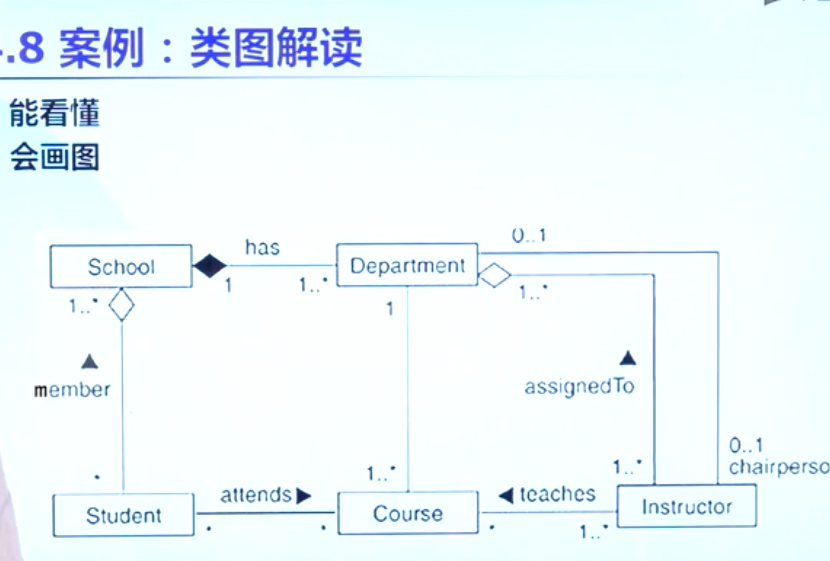 .8 案例：类图解读
能看懂
会画图
0..1
has
School
Department
1
1..*
1..*
1..*
1
member
assignedTo
0..1
*
1..*
1..*
chairperso
attends
teaches
Student
Course
Instructor
*
*
*
1..*